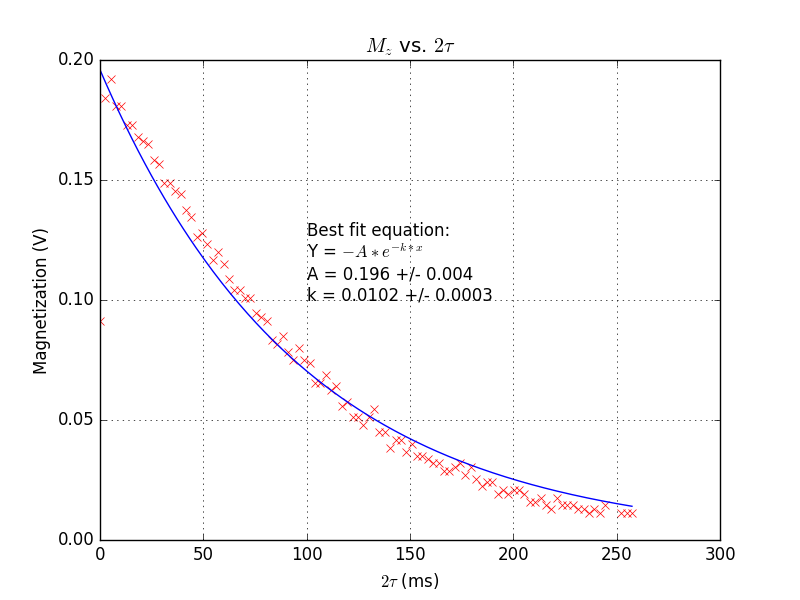 M_z vs. 2τ
0.20
0.15
0.10
0.05
0.00
Magnetization (V)
Best fit equation:
Y = −A∗e^{−k∗x}
A = 0.196 +/- 0.004
k = 0.0102 +/- 0.0003
0 50 100 150 200 250 300
2τ (ms)